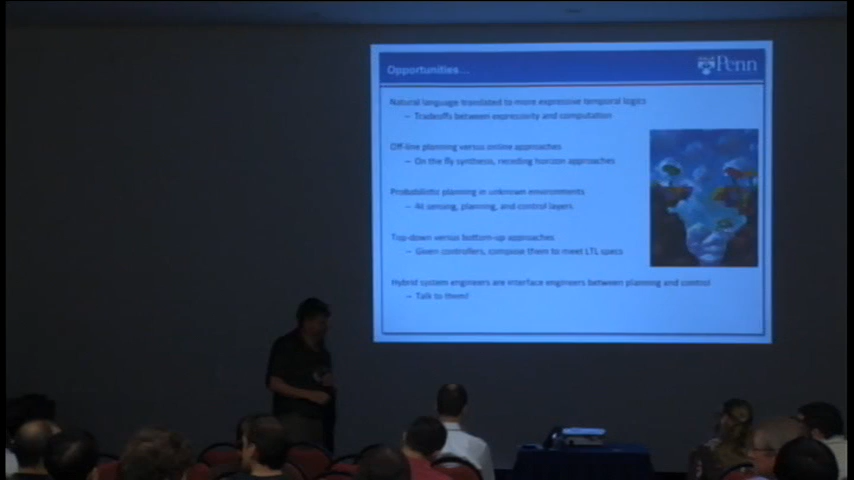 Opportunities...
Penn
Natural language translated to more expressive temporal logics
– Tradeoffs between expressivity and computation
Off-line planning versus online approaches
– On the fly synthesis, receding horizon approaches
Probabilistic planning in unknown environments
– At sensing, planning, and control layers
Top-down versus bottom-up approaches
– Given controllers, compose them to meet LTL specs
Hybrid system engineers are interface engineers between planning and control
– Talk to them!